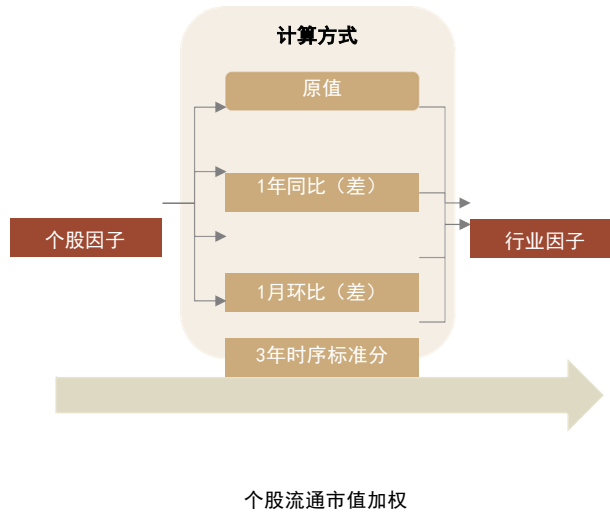 计算方式
原值
1年同比（差）
个股因子
行业因子
1月环比（差）
3年时序标准分
个股流通市值加权